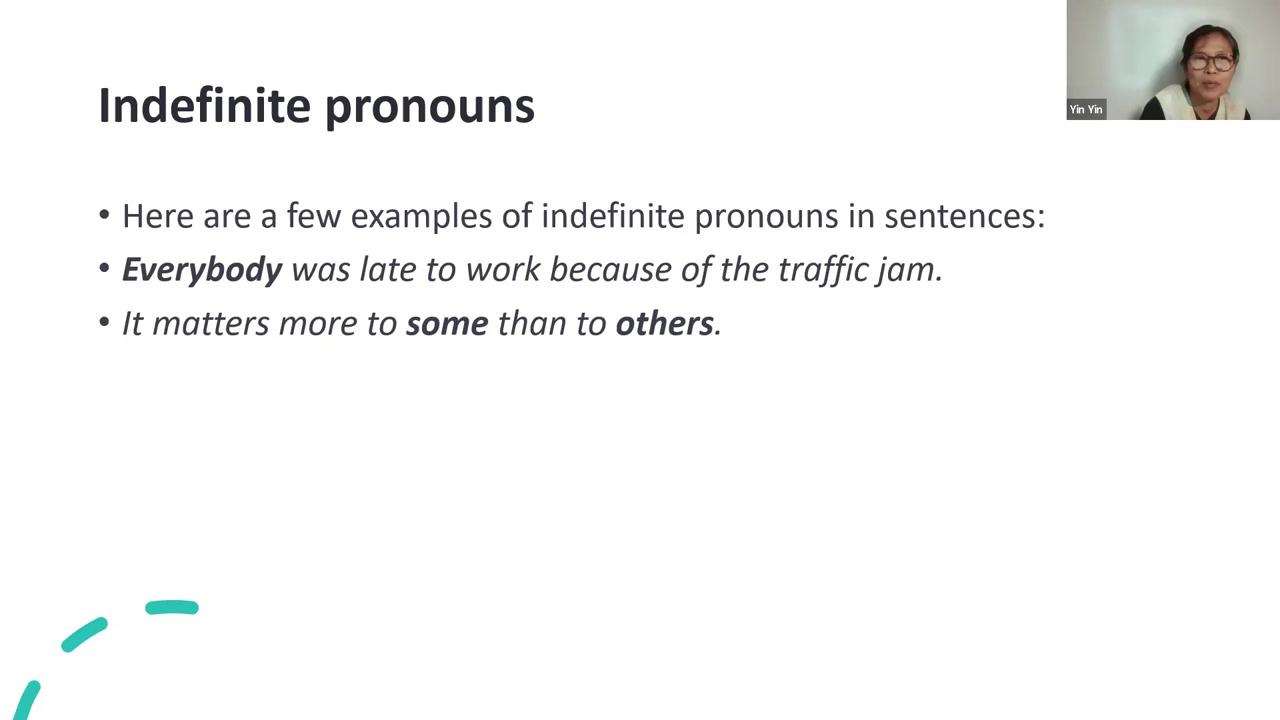 Indefinite pronouns
Yin Yin
• Here are a few examples of indefinite pronouns in sentences:
• Everybody was late to work because of the traffic jam.
• It matters more to some than to others.